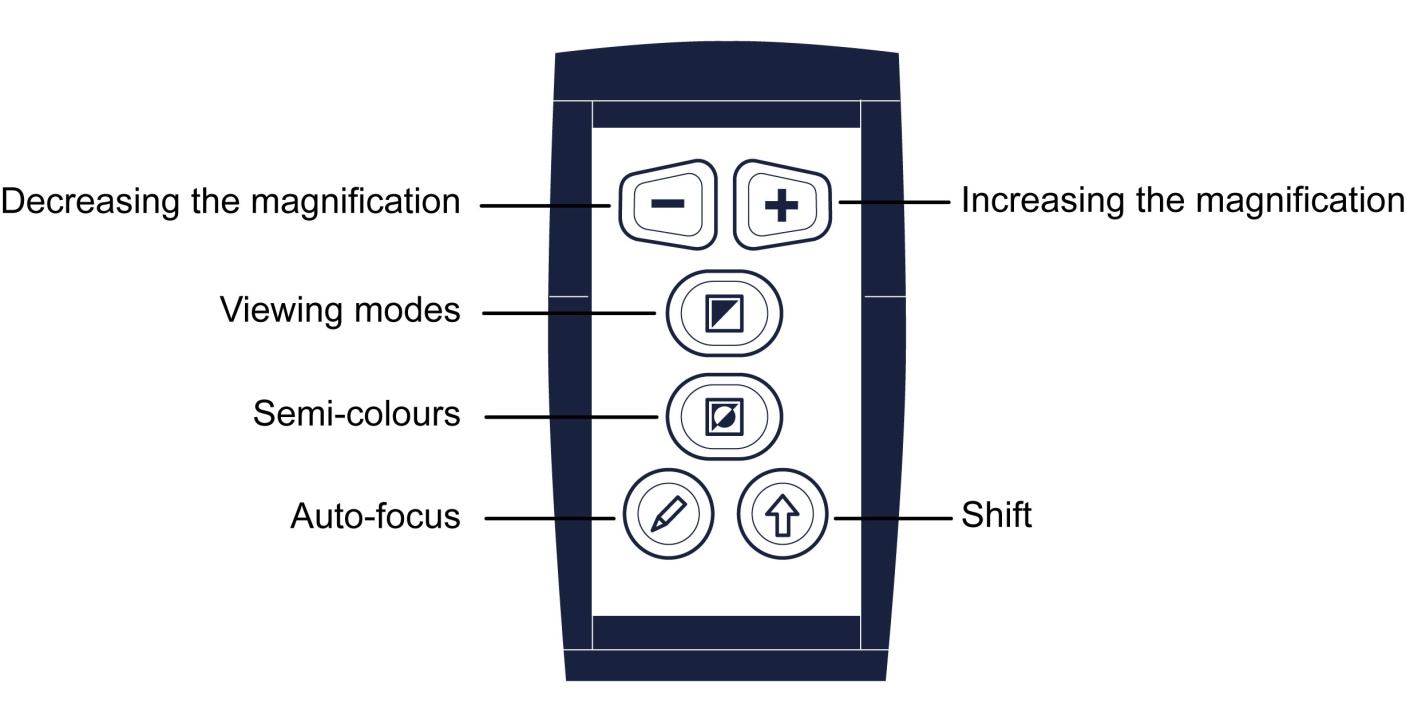 Decreasing the magnification
Increasing the magnification
Viewing modes
Semi-colours
Auto-focus
Shift